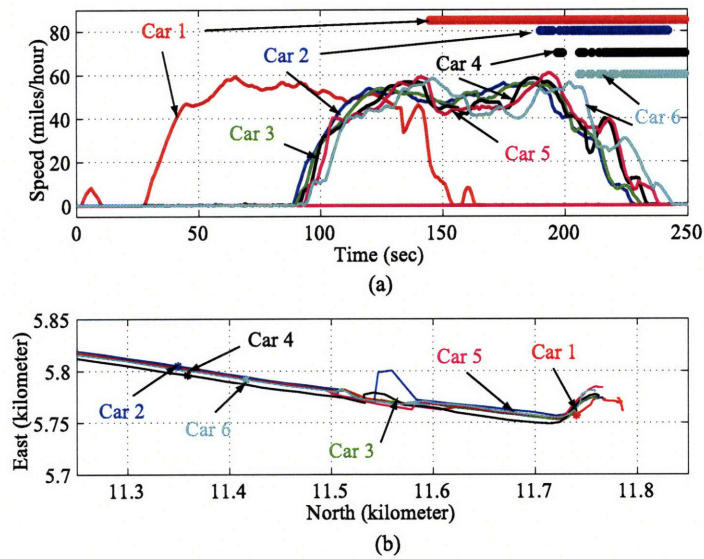 (a)
Speed (miles/hour)
80
60
40
20
0
Car 1
Car 2
Car 3
Car 4
Car 5
Car 6
0 50 100 150 200 250
Time (sec)
(a)
East (kilometer)
5.85
5.8
5.75
5.7
Car 4
Car 2
Car 6
Car 3
Car 5
Car 1
11.3 11.4 11.5 11.6 11.7 11.8
North (kilometer)
(b)